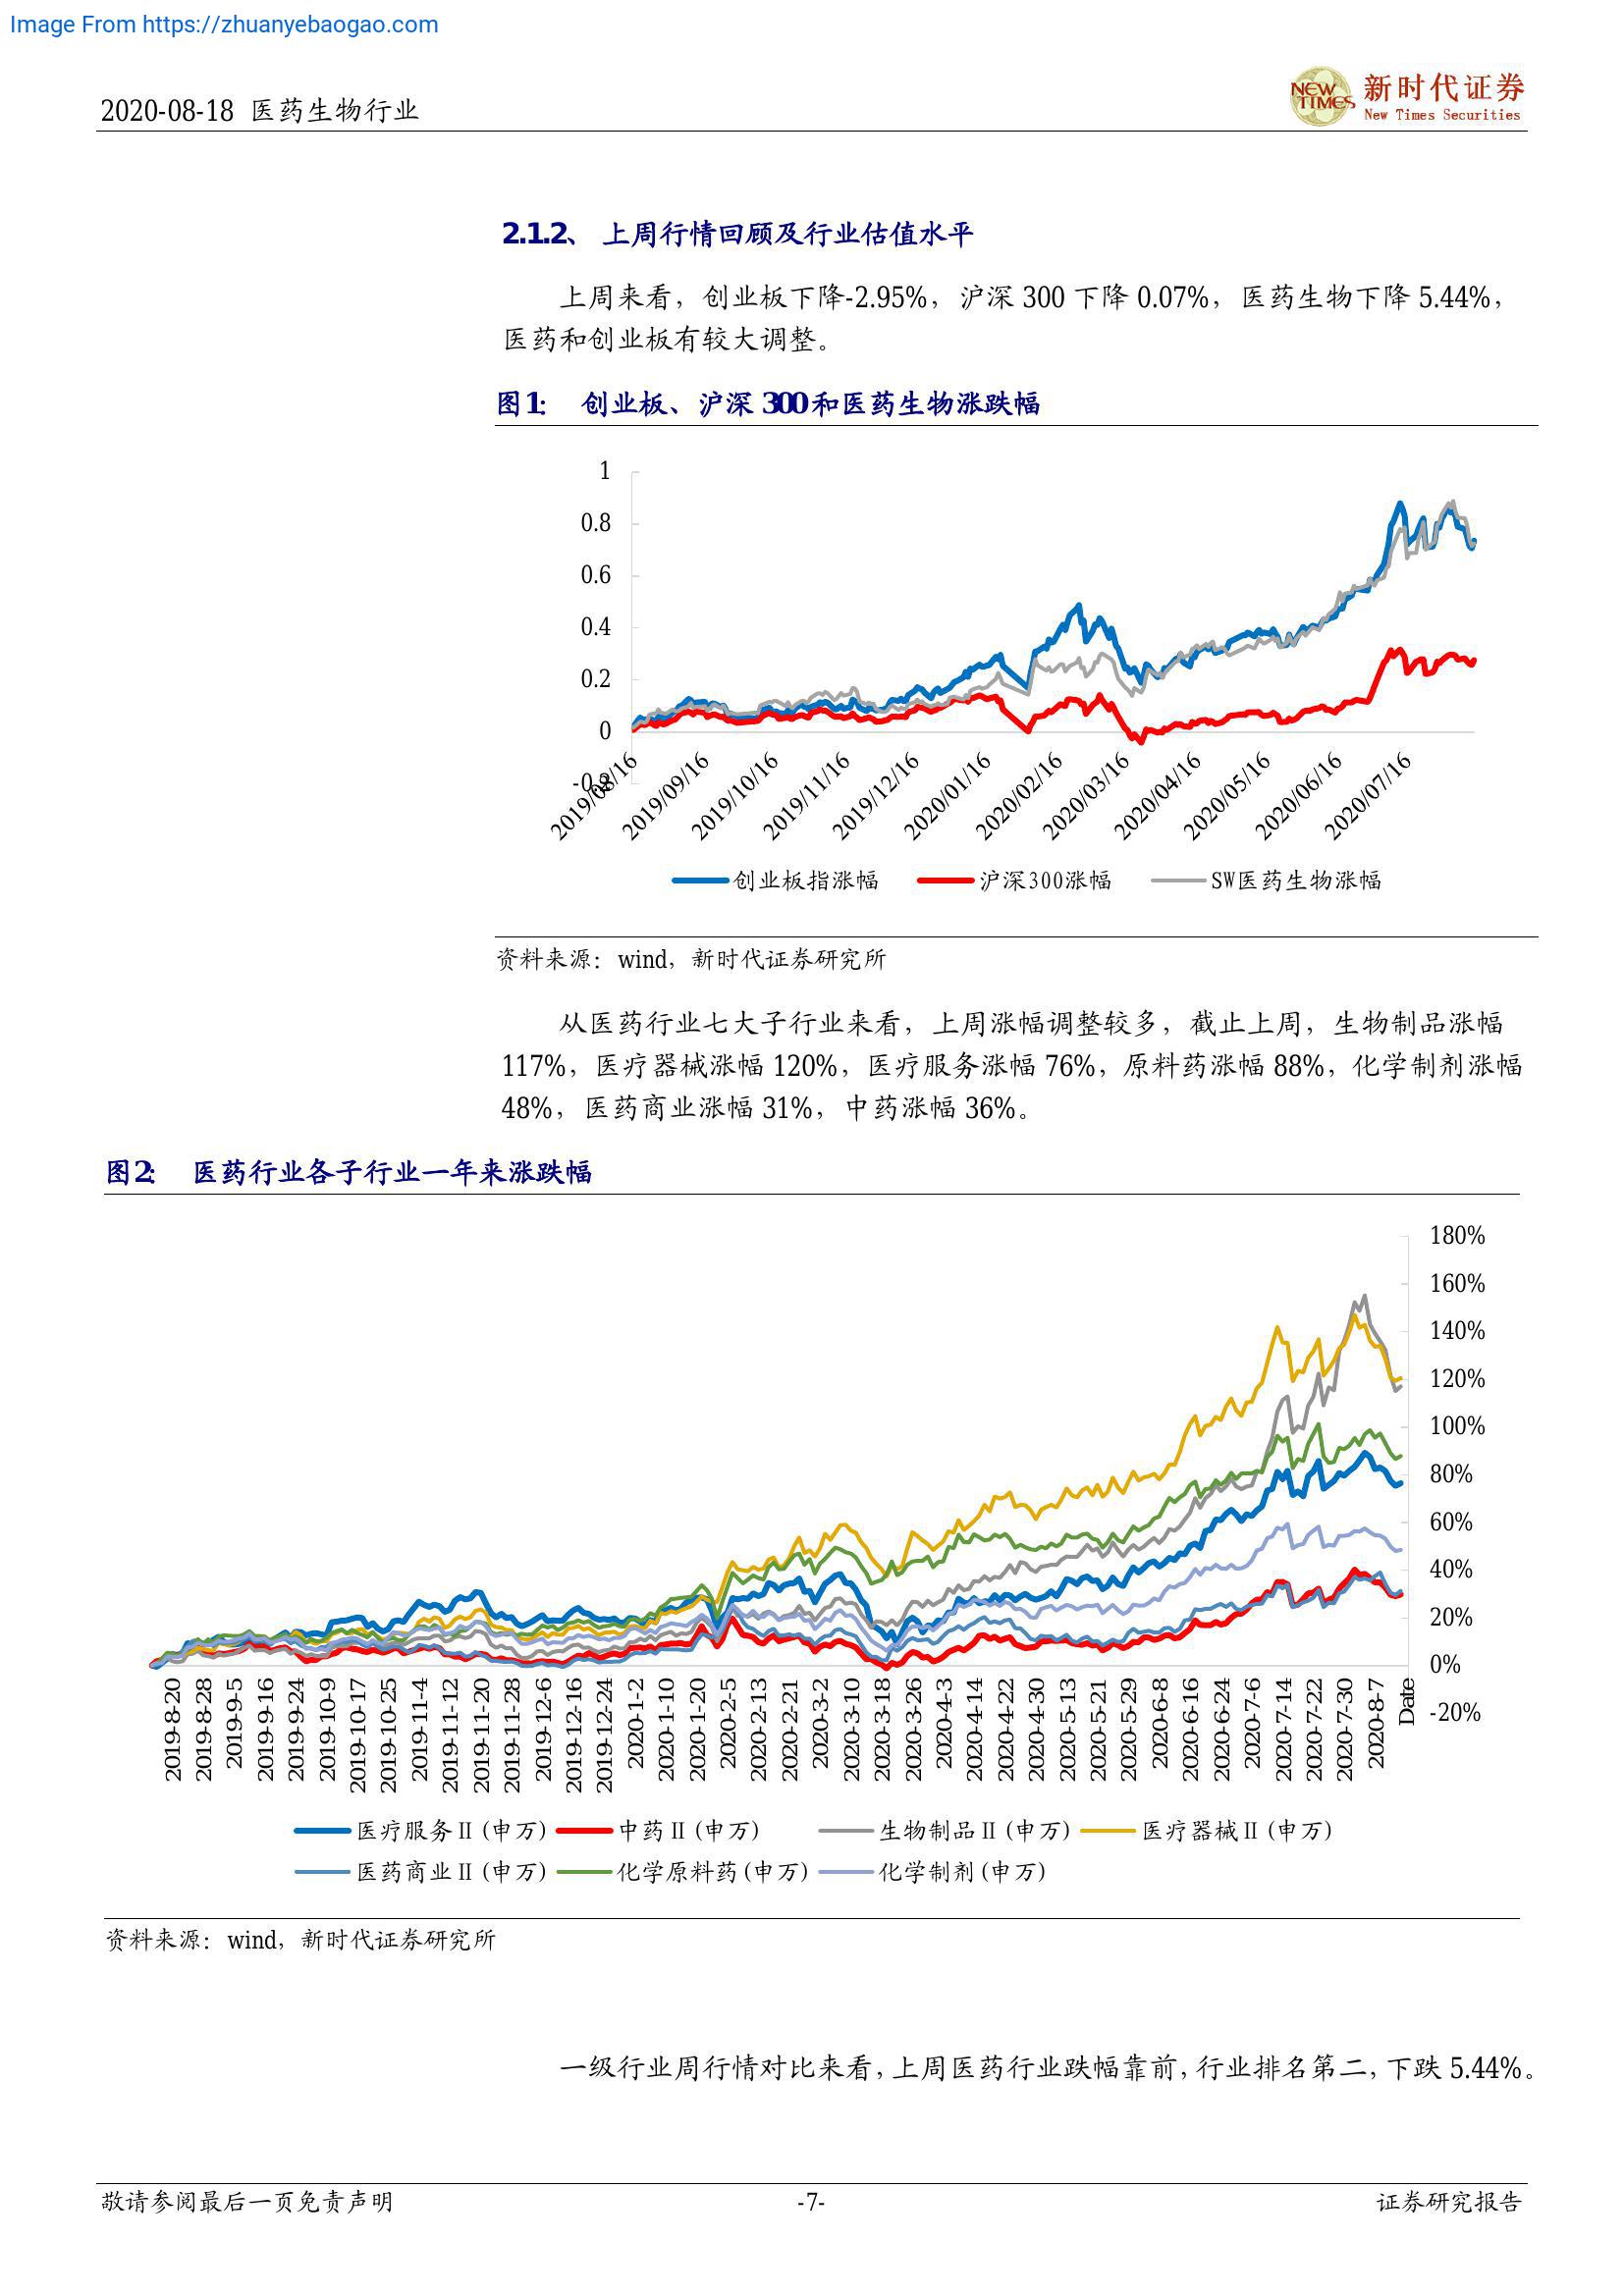 Image From https://zhuanyebaogao.com
2020-08-18 医药生物行业
NEW TIMES
新时代证券
New Times Securities
2.1.2、 上周行情回顾及行业估值水平
上周来看，创业板下降-2.95%，沪深 300 下降 0.07%，医药生物下降 5.44%，
医药和创业板有较大调整。
图1： 创业板、沪深 300 和医药生物涨跌幅
1
0.8
0.6
0.4
0.2
0
-0.2
2019/08/16 2019/09/16 2019/10/16 2019/11/16 2019/12/16 2020/01/16 2020/02/16 2020/03/16 2020/04/16 2020/05/16 2020/06/16 2020/07/16
创业板指涨幅 沪深300涨幅 SW医药生物涨幅
资料来源：wind，新时代证券研究所
从医药行业七大子行业来看，上周涨幅调整较多，截止上周，生物制品涨幅
117%，医疗器械涨幅 120%，医疗服务涨幅 76%，原料药涨幅 88%，化学制剂涨幅
48%，医药商业涨幅 31%，中药涨幅 36%。
图2： 医药行业各子行业一年来涨跌幅
180%
160%
140%
120%
100%
80%
60%
40%
20%
0%
-20%
2019-8-20 2019-8-28 2019-9-5 2019-9-16 2019-9-24 2019-10-9 2019-10-17 2019-10-25 2019-11-4 2019-11-12 2019-11-20 2019-11-28 2019-12-6 2019-12-16 2019-12-24 2020-1-2 2020-1-10 2020-1-20 2020-2-5 2020-2-13 2020-2-21 2020-3-2 2020-3-10 2020-3-18 2020-3-26 2020-4-3 2020-4-14 2020-4-22 2020-4-30 2020-5-13 2020-5-21 2020-5-29 2020-6-8 2020-6-16 2020-6-24 2020-7-6 2020-7-14 2020-7-22 2020-7-30 2020-8-7 Date
医疗服务Ⅱ(申万) 中药Ⅱ(申万) 生物制品Ⅱ(申万) 医疗器械Ⅱ(申万)
医药商业Ⅱ(申万) 化学原料药(申万) 化学制剂(申万)
资料来源：wind，新时代证券研究所
一级行业周行情对比来看，上周医药行业跌幅靠前，行业排名第二，下跌 5.44%。
敬请参阅最后一页免责声明 -7- 证券研究报告